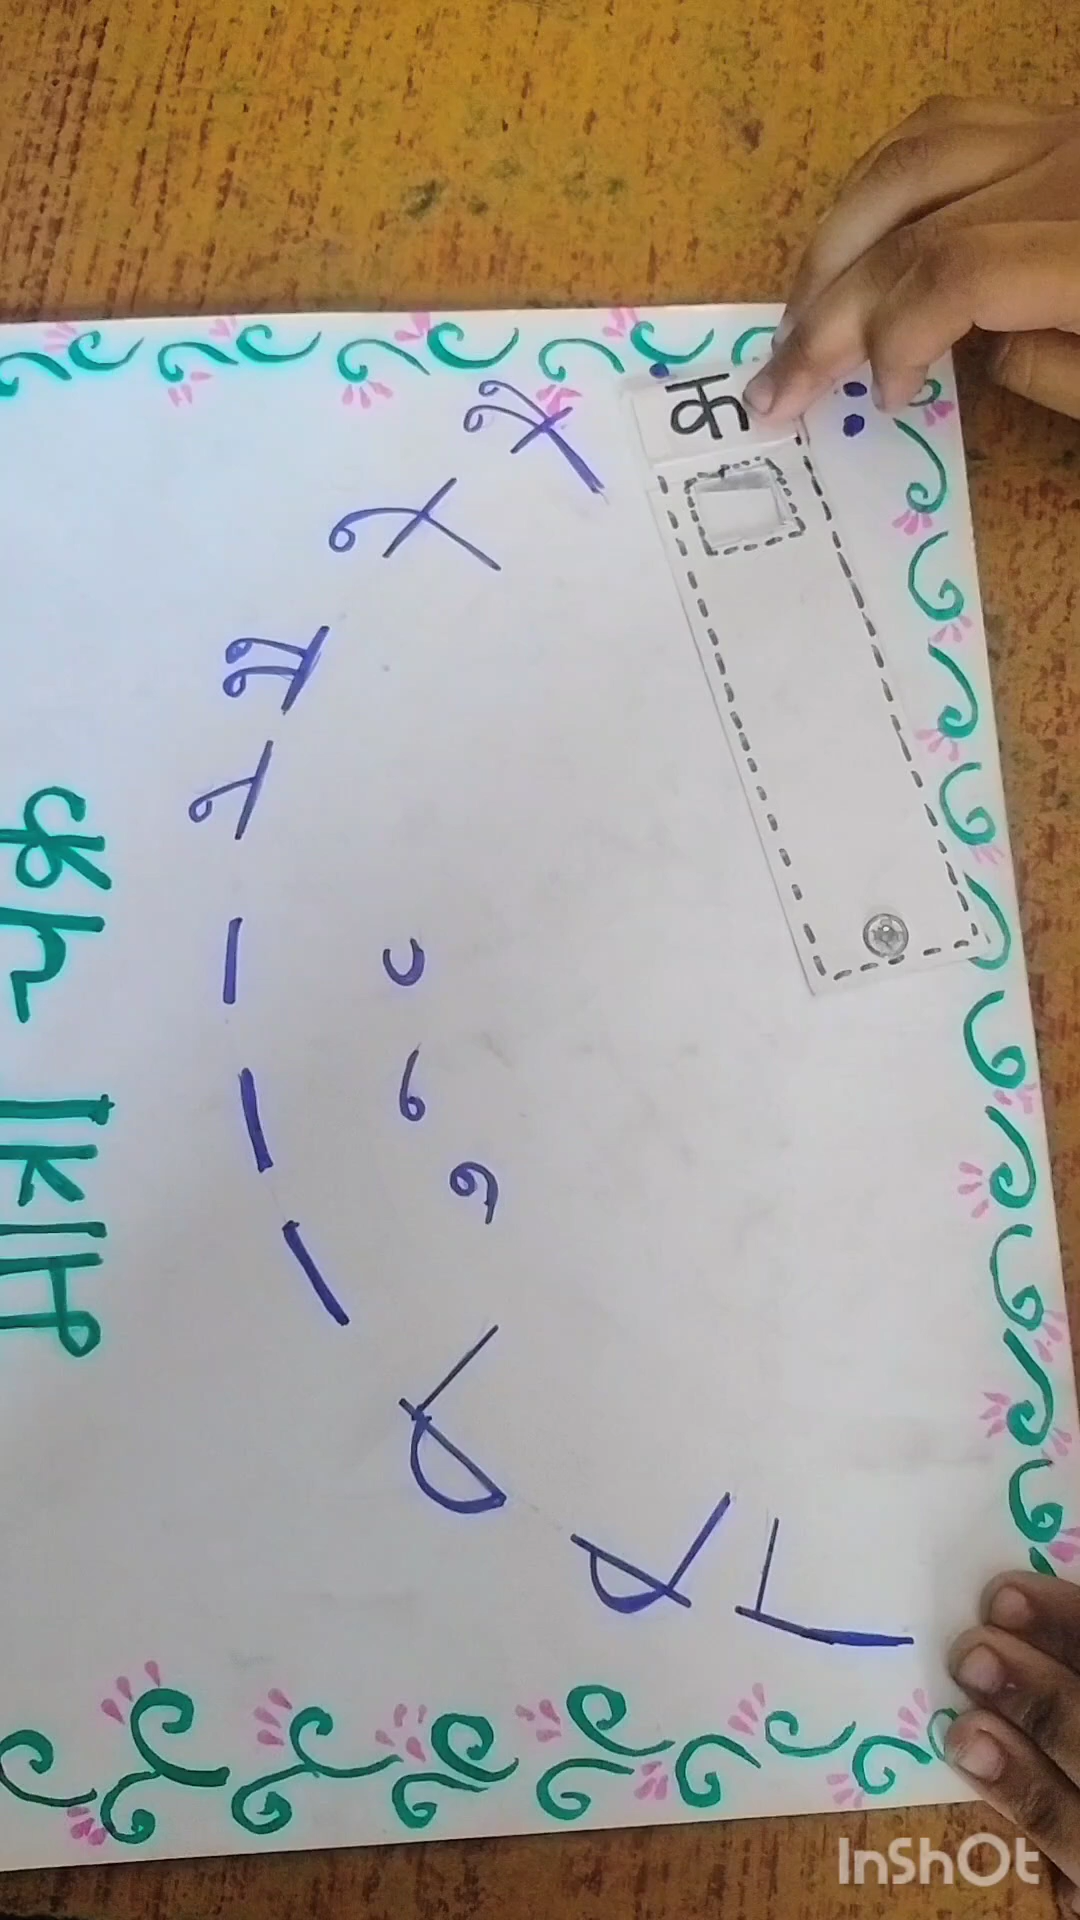 मात्रा चक्र
ा ि ी ु ू ृ े ै ो ौ
क
InShOt